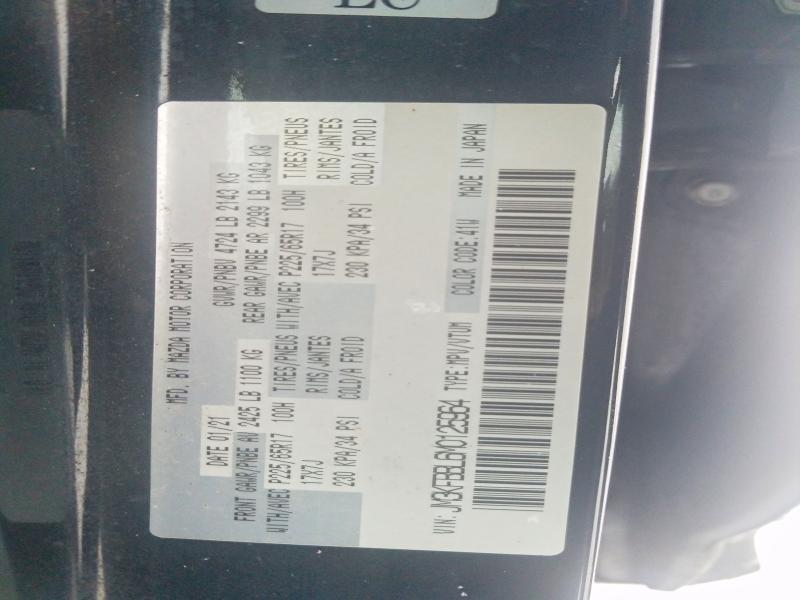 MFD. BY MAZDA MOTOR CORPORATION
DATE 01/21 GVWR/PNBV 4724 LB 2143 KG
FRONT GAWR/PNBE AV 2425 LB 1100 KG REAR GAWR/PNBE AR 2299 LB 1043 KG
WITH/AVEC P225/65R17 100H TIRES/PNEUS WITH/AVEC P225/65R17 100H TIRES/PNEUS
17X7J RIMS/JANTES 17X7J RIMS/JANTES
230 KPA/34 PSI COLD/A FROID 230 KPA/34 PSI COLD/A FROID
VIN: JM3KFBBL8M0125964 TYPE:MPV/VTUM COLOR CODE:41W MADE IN JAPAN